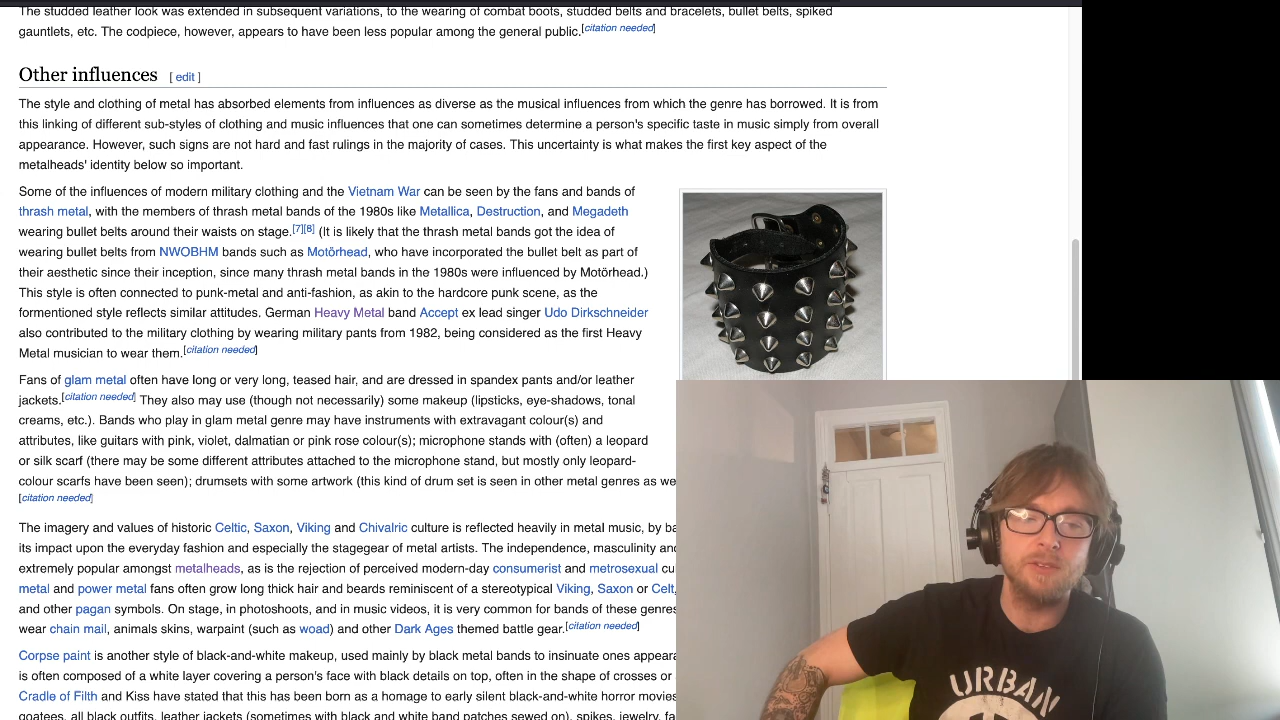 The studded leather look was extended in subsequent variations, to the wearing of combat boots, studded belts and bracelets, bullet belts, spiked
gauntlets, etc. The codpiece, however, appears to have been less popular among the general public.[citation needed]
Other influences [ edit ]
The style and clothing of metal has absorbed elements from influences as diverse as the musical influences from which the genre has borrowed. It is from
this linking of different sub-styles of clothing and music influences that one can sometimes determine a person's specific taste in music simply from overall
appearance. However, such signs are not hard and fast rulings in the majority of cases. This uncertainty is what makes the first key aspect of the
metalheads' identity below so important.
Some of the influences of modern military clothing and the Vietnam War can be seen by the fans and bands of
thrash metal, with the members of thrash metal bands of the 1980s like Metallica, Destruction, and Megadeth
wearing bullet belts around their waists on stage.[7][8] (It is likely that the thrash metal bands got the idea of
wearing bullet belts from NWOBHM bands such as Motörhead, who have incorporated the bullet belt as part of
their aesthetic since their inception, since many thrash metal bands in the 1980s were influenced by Motörhead.)
This style is often connected to punk-metal and anti-fashion, as akin to the hardcore punk scene, as the
formentioned style reflects similar attitudes. German Heavy Metal band Accept ex lead singer Udo Dirkschneider
also contributed to the military clothing by wearing military pants from 1982, being considered as the first Heavy
Metal musician to wear them.[citation needed]
Fans of glam metal often have long or very long, teased hair, and are dressed in spandex pants and/or leather
jackets.[citation needed] They also may use (though not necessarily) some makeup (lipsticks, eye-shadows, tonal
creams, etc.). Bands who play in glam metal genre may have instruments with extravagant colour(s) and
attributes, like guitars with pink, violet, dalmatian or pink rose colour(s); microphone stands with (often) a leopard
or silk scarf (there may be some different attributes attached to the microphone stand, but mostly only leopard-
colour scarfs have been seen); drumsets with some artwork (this kind of drum set is seen in other metal genres as we
[citation needed]
The imagery and values of historic Celtic, Saxon, Viking and Chivalric culture is reflected heavily in metal music, by ba
its impact upon the everyday fashion and especially the stagegear of metal artists. The independence, masculinity and
extremely popular amongst metalheads, as is the rejection of perceived modern-day consumerist and metrosexual cu
metal and power metal fans often grow long thick hair and beards reminiscent of a stereotypical Viking, Saxon or Celt,
and other pagan symbols. On stage, in photoshoots, and in music videos, it is very common for bands of these genres
wear chain mail, animals skins, warpaint (such as woad) and other Dark Ages themed battle gear.[citation needed]
Corpse paint is another style of black-and-white makeup, used mainly by black metal bands to insinuate ones appeara
is often composed of a white layer covering a person's face with black details on top, often in the shape of crosses or
Cradle of Filth and Kiss have stated that this has been born as a homage to early silent black-and-white horror movies
goatees, all black outfits, leather jackets (sometimes with black and white band patches sewed on), spikes, jewelry, fa
URBAN